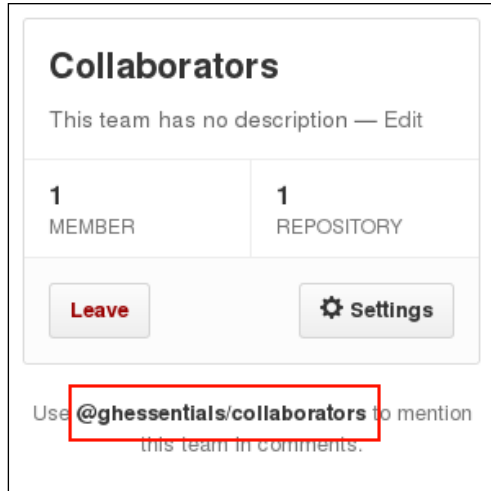 Collaborators
This team has no description — Edit
1
MEMBER
1
REPOSITORY
Leave
Settings
Use @ghessentials/collaborators to mention
this team in comments.